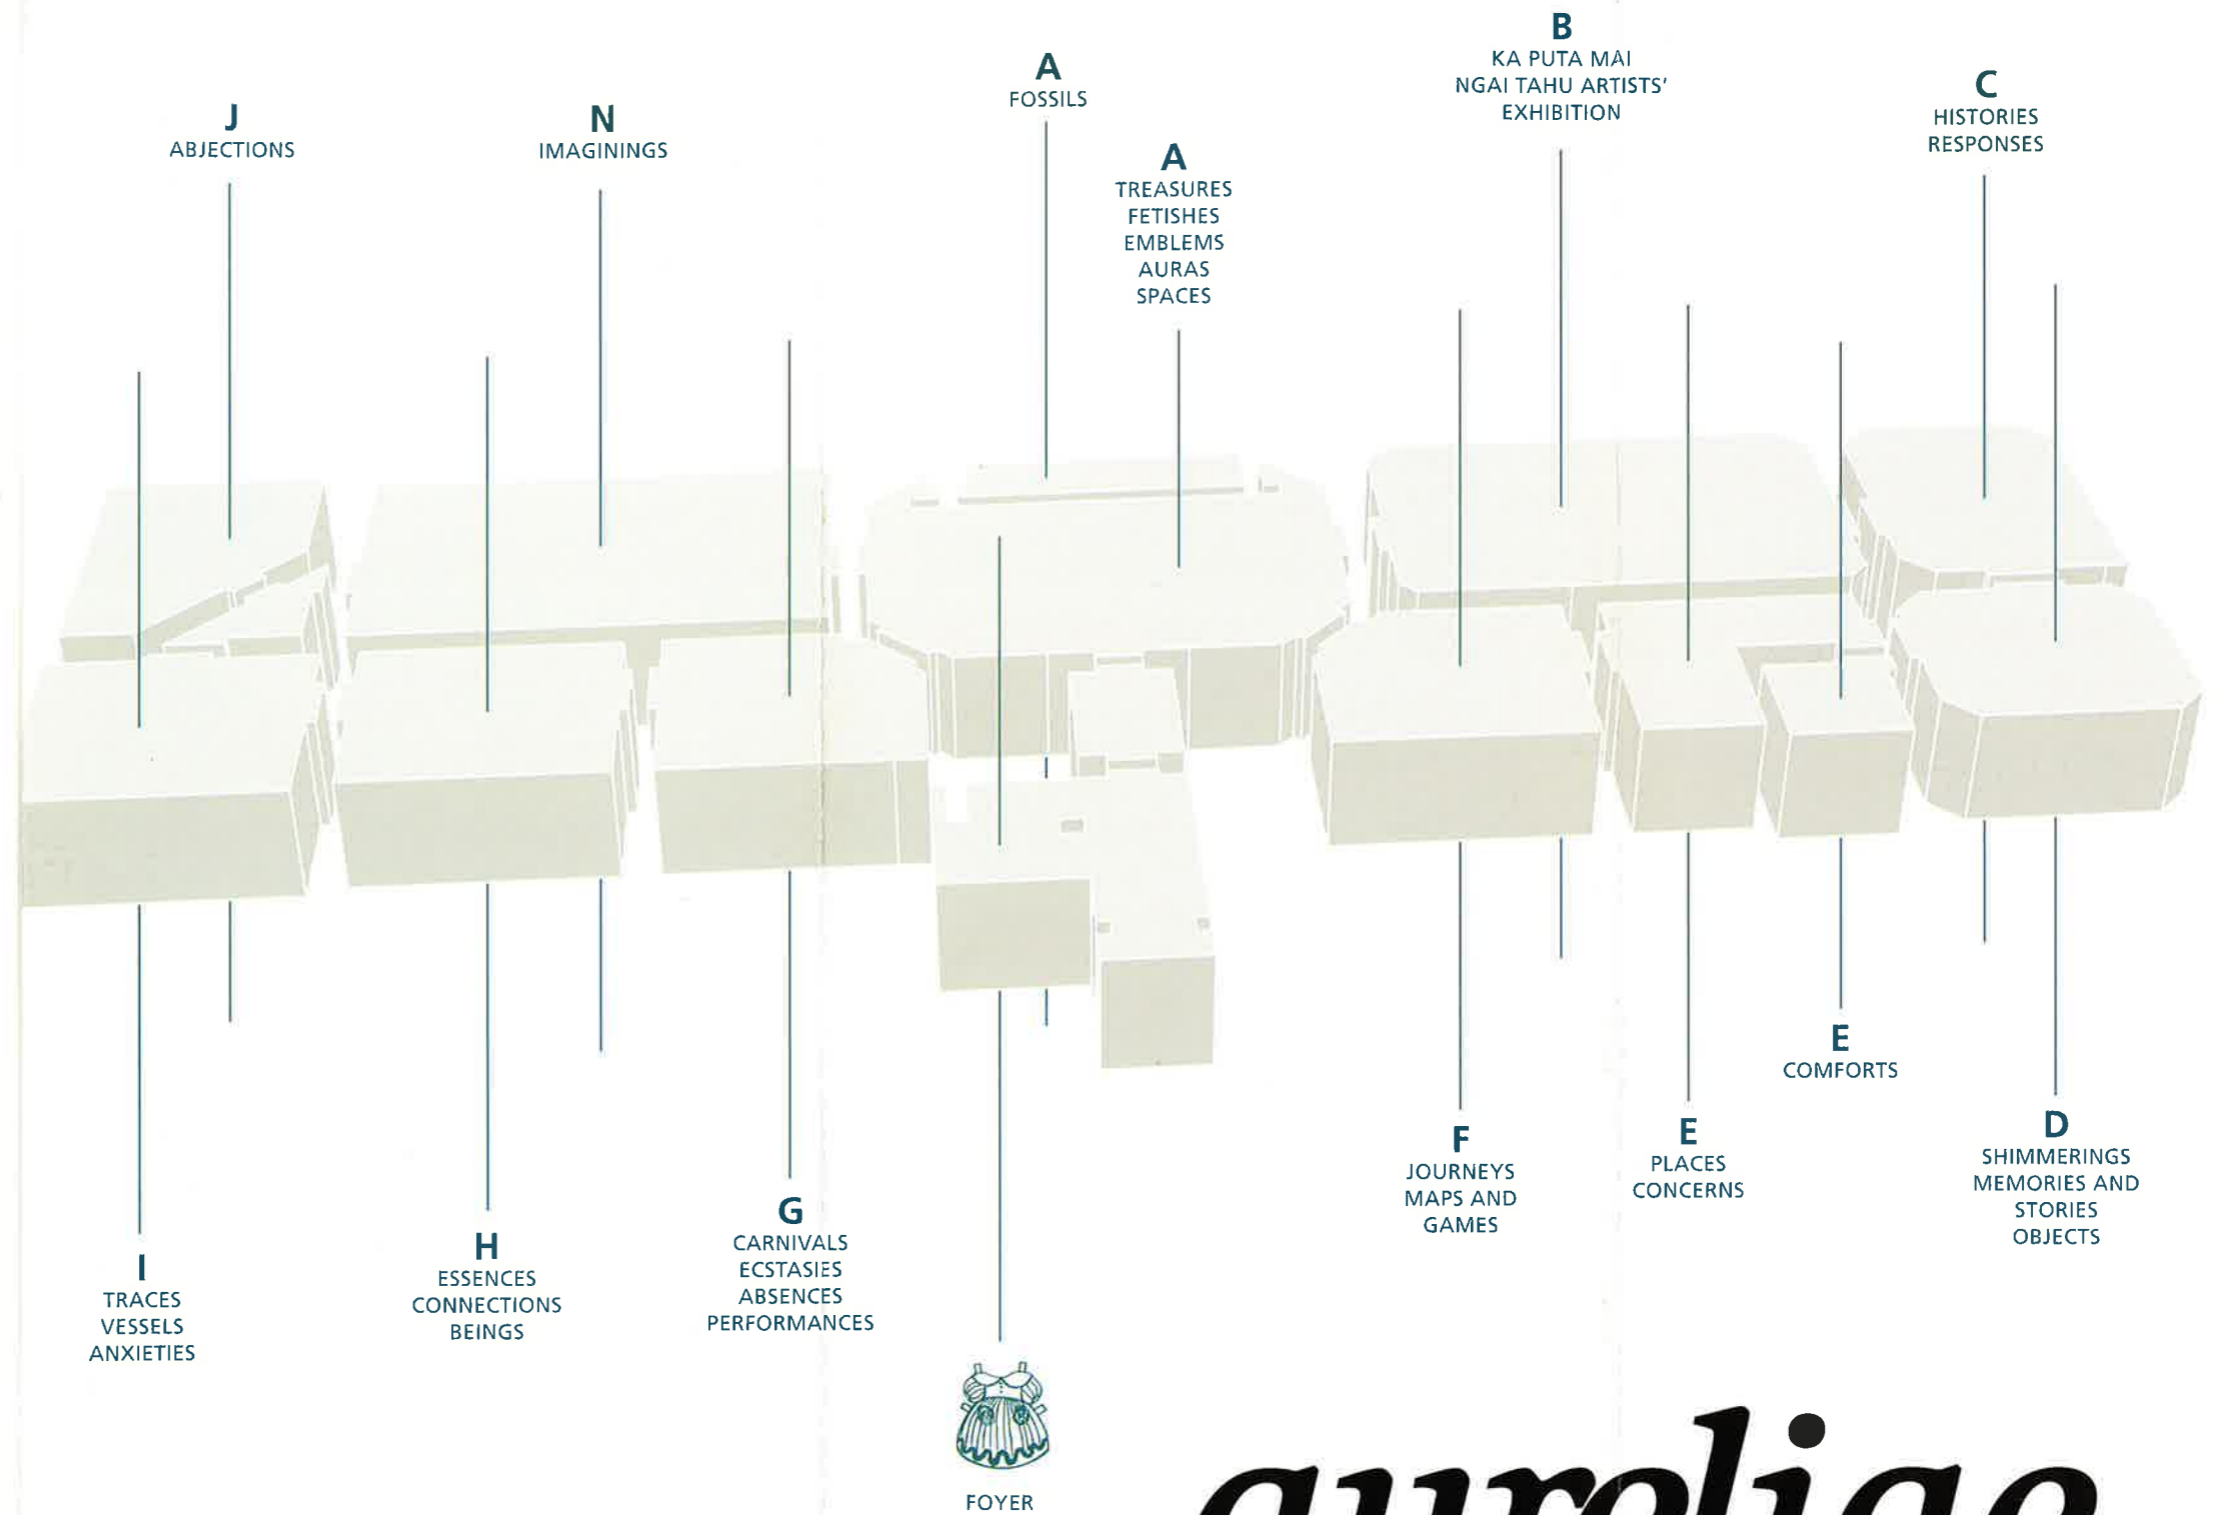 J
ABJECTIONS
N
IMAGININGS
A
FOSSILS
A
TREASURES
FETISHES
EMBLEMS
AURAS
SPACES
B
KA PUTA MAI
NGAI TAHU ARTISTS'
EXHIBITION
C
HISTORIES
RESPONSES
I
TRACES
VESSELS
ANXIETIES
H
ESSENCES
CONNECTIONS
BEINGS
G
CARNIVALS
ECSTASIES
ABSENCES
PERFORMANCES
FOYER
F
JOURNEYS
MAPS AND
GAMES
E
PLACES
CONCERNS
E
COMFORTS
D
SHIMMERINGS
MEMORIES AND
STORIES
OBJECTS